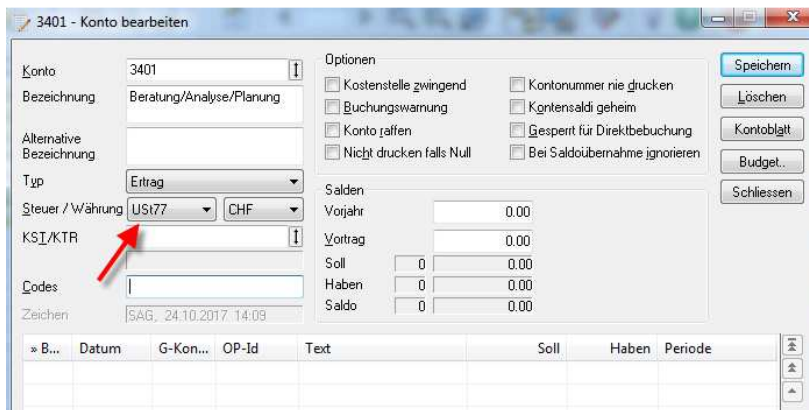 3401 - Konto bearbeiten
Konto 3401
Bezeichnung Beratung/Analyse/Planung
Alternative
Bezeichnung
Typ Ertrag
Steuer / Währung USt77 CHF
KST/KTR
Codes
Zeichen SAG, 24.10.2017 14:09
Optionen
Kostenstelle zwingend Kontonummer nie drucken
Buchungswarnung Kontensaldi geheim
Konto raffen Gesperrt für Direktbebuchung
Nicht drucken falls Null Bei Saldoübernahme ignorieren
Salden
Vorjahr 0.00
Vortrag 0.00
Soll 0 0.00
Haben 0 0.00
Saldo 0 0.00
Speichern
Löschen
Kontoblatt
Budget..
Schliessen
» B... Datum G-Kon... OP-Id Text Soll Haben Periode